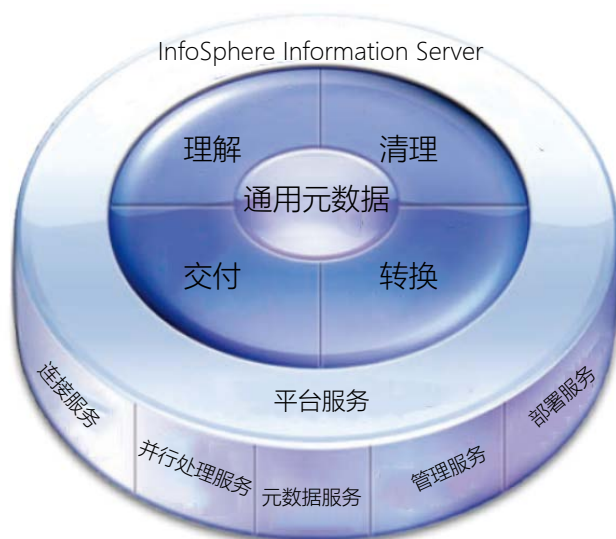 InfoSphere Information Server
理解
清理
通用元数据
交付
转换
平台服务
连接服务
并行处理服务
元数据服务
管理服务
部署服务